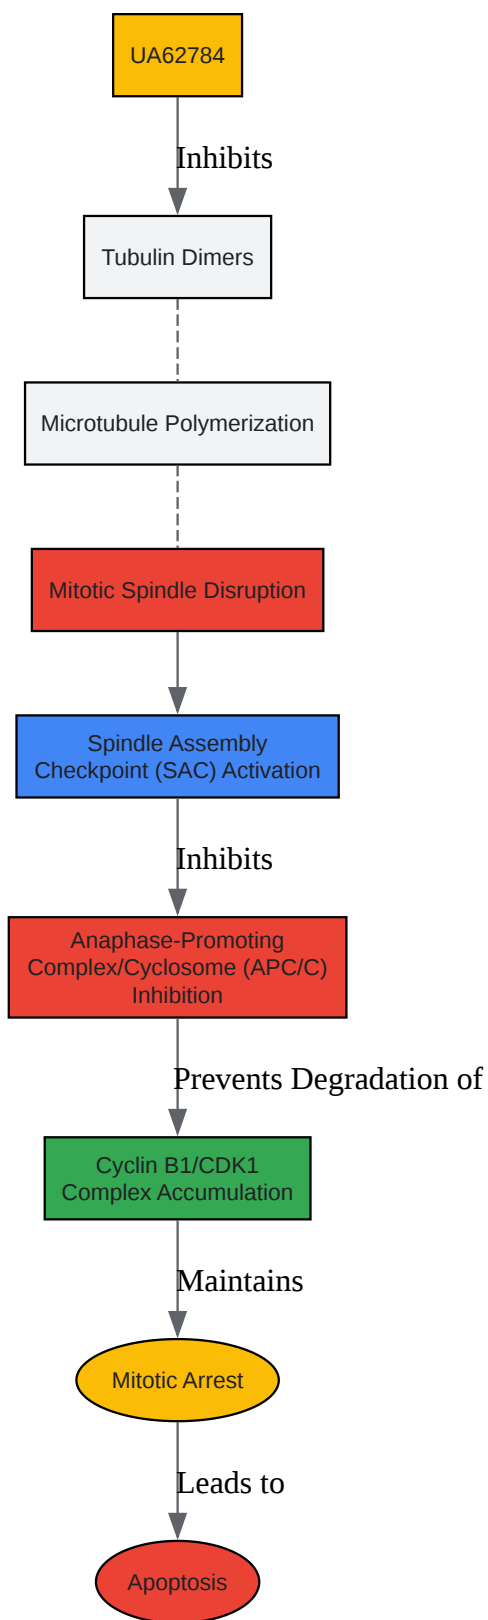 UA62784
Inhibits
Tubulin Dimers
Microtubule Polymerization
Mitotic Spindle Disruption
Spindle Assembly
Checkpoint (SAC) Activation
Inhibits
Anaphase-Promoting
Complex/Cyclosome (APC/C)
Inhibition
Prevents Degradation of
Cyclin B1/CDK1
Complex Accumulation
Maintains
Mitotic Arrest
Leads to
Apoptosis